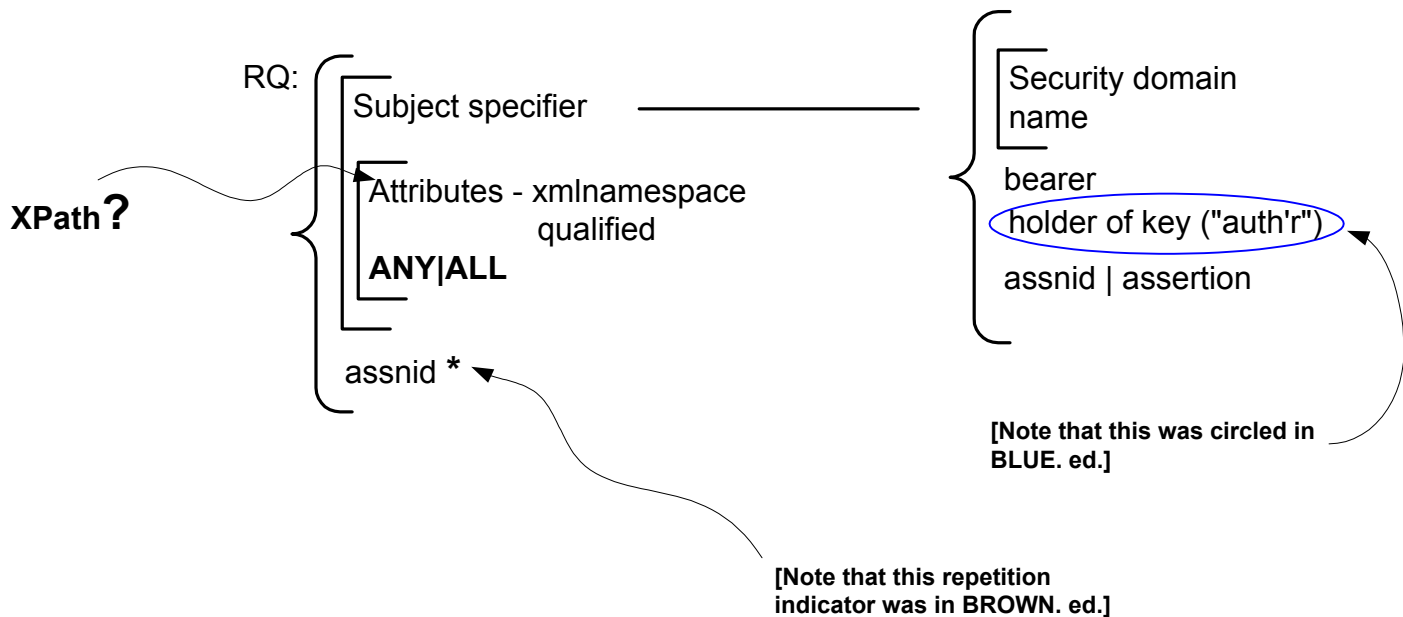 RQ:
Subject specifier
Attributes - xmlnamespace
qualified
ANY|ALL
assnid *
XPath?
Security domain
name
bearer
holder of key ("auth'r")
assnid | assertion
[Note that this was circled in
BLUE. ed.]
[Note that this repetition
indicator was in BROWN. ed.]